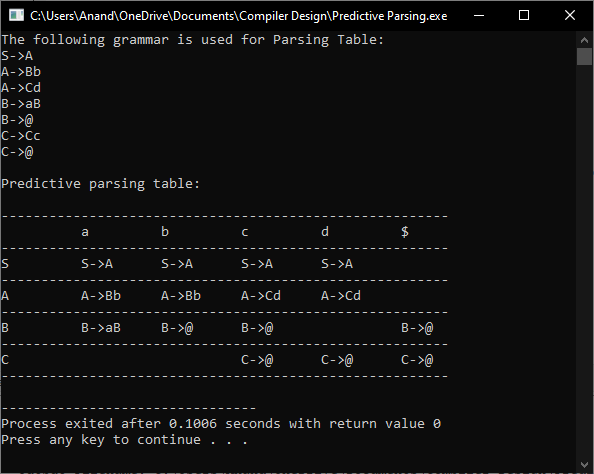 C:\Users\Anand\OneDrive\Documents\Compiler Design\Predictive Parsing.exe
The following grammar is used for Parsing Table:
S->A
A->Bb
A->Cd
B->aB
B->@
C->Cc
C->@
Predictive parsing table:
--------------------------------------------------------
a b c d $
--------------------------------------------------------
S S->A S->A S->A S->A
--------------------------------------------------------
A A->Bb A->Bb A->Cd A->Cd
--------------------------------------------------------
B B->aB B->@ B->@ B->@
--------------------------------------------------------
C C->@ C->@ C->@
--------------------------------------------------------
--------------------------------
Process exited after 0.1006 seconds with return value 0
Press any key to continue . . .